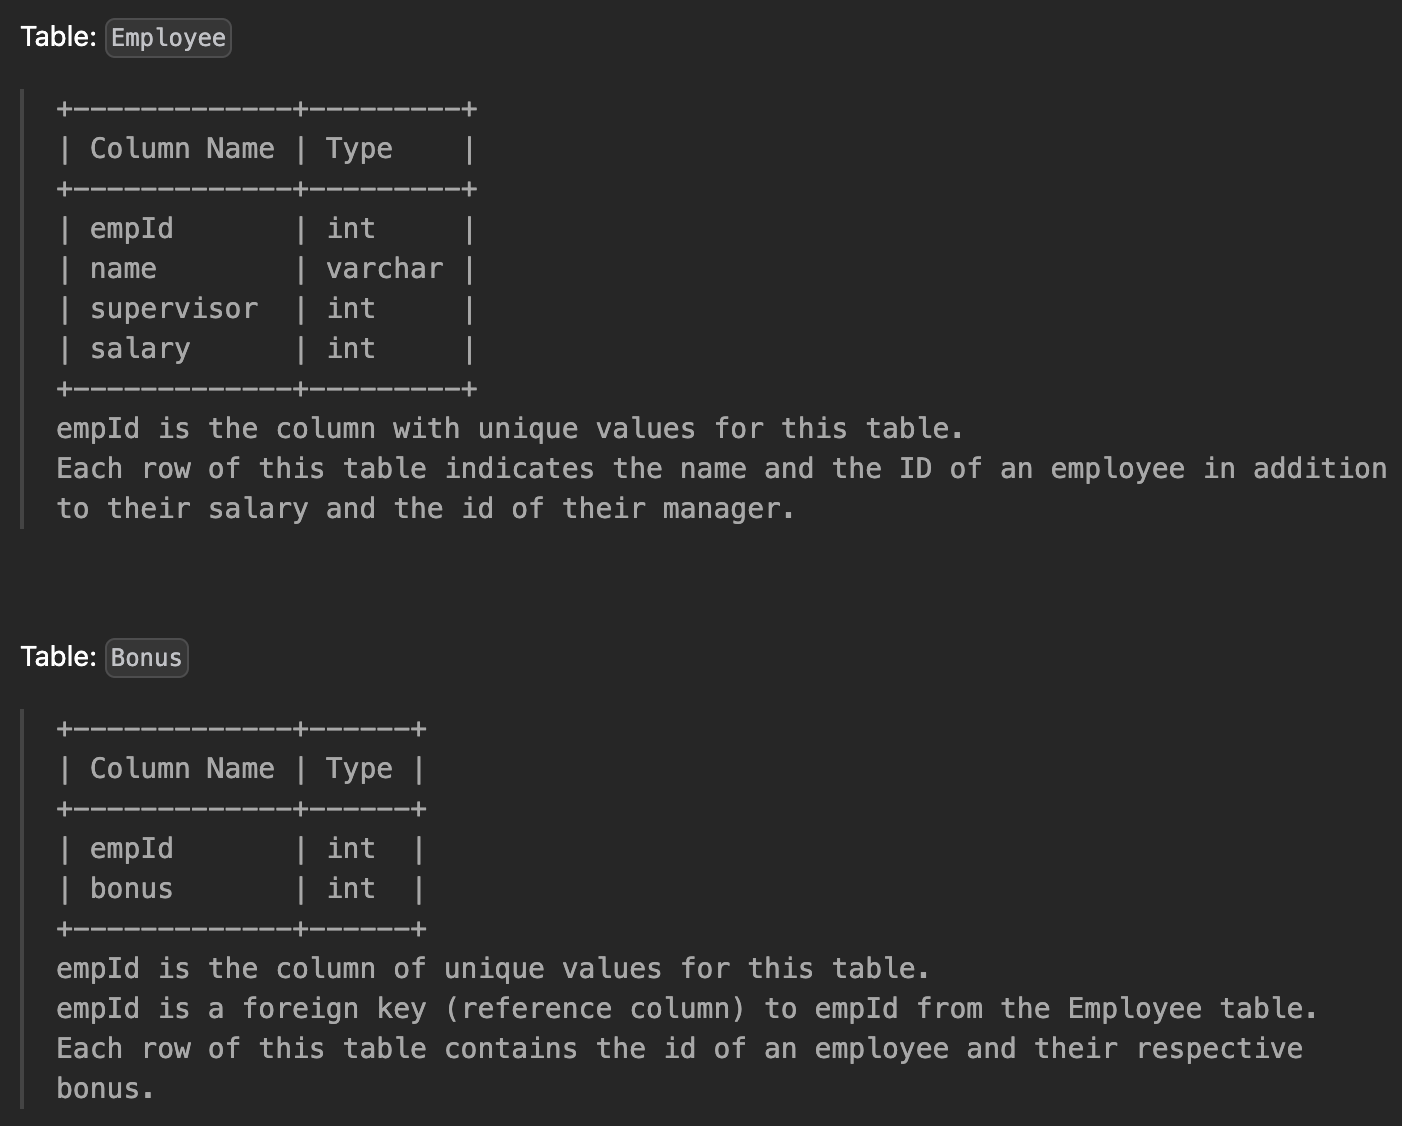 Table: Employee
+-------------+---------+
| Column Name | Type    |
+-------------+---------+
| empId       | int     |
| name        | varchar |
| supervisor  | int     |
| salary      | int     |
+-------------+---------+
empId is the column with unique values for this table.
Each row of this table indicates the name and the ID of an employee in addition
to their salary and the id of their manager.
Table: Bonus
+-------------+------+
| Column Name | Type |
+-------------+------+
| empId       | int  |
| bonus       | int  |
+-------------+------+
empId is the column of unique values for this table.
empId is a foreign key (reference column) to empId from the Employee table.
Each row of this table contains the id of an employee and their respective
bonus.